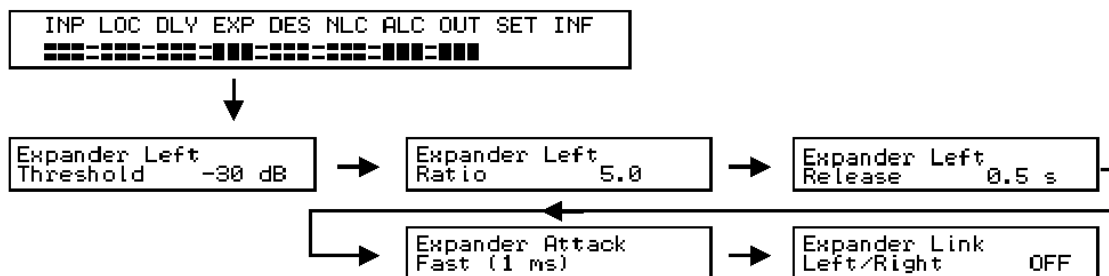 INP LOC DLY EXP DES NLC ALC OUT SET INF
Expander Left
Threshold -30 dB
Expander Left
Ratio 5.0
Expander Left
Release 0.5 s
Expander Attack
Fast (1 ms)
Expander Link
Left/Right OFF